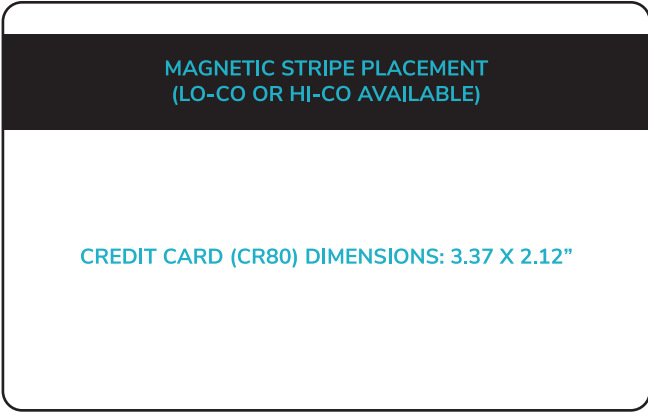 MAGNETIC STRIPE PLACEMENT
(LO-CO OR HI-CO AVAILABLE)
CREDIT CARD (CR80) DIMENSIONS: 3.37 X 2.12”